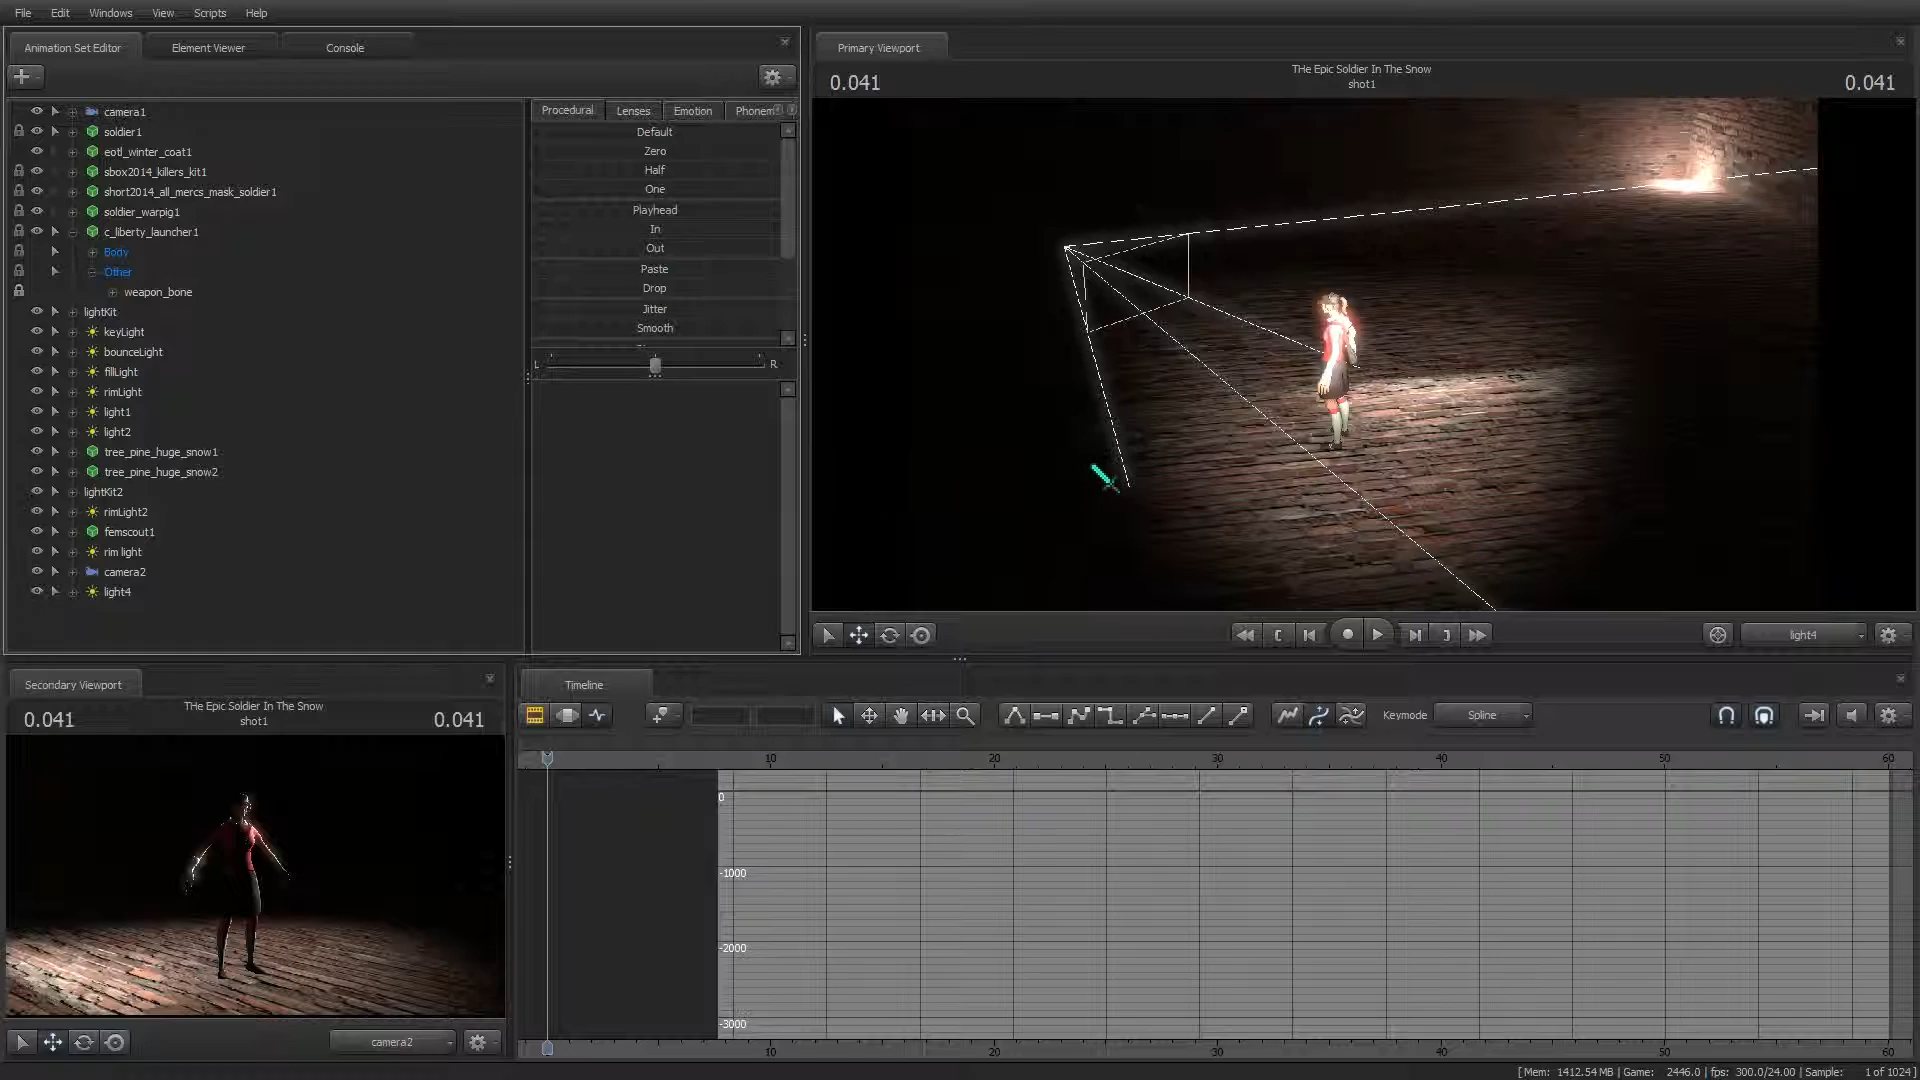 File Edit Windows View Scripts Help
Animation Set Editor Element Viewer Console
camera1
soldier1
eotl_winter_coat1
sbox2014_killers_kit1
short2014_all_mercs_mask_soldier1
soldier_warpig1
c_liberty_launcher1
Body
Other
weapon_bone
lightKit
keyLight
bounceLight
fillLight
rimLight
light1
light2
tree_pine_huge_snow1
tree_pine_huge_snow2
lightKit2
rimLight2
femscout1
rim light
camera2
light4
Procedural Lenses Emotion Phonem
Default
Zero
Half
One
Playhead
In
Out
Paste
Drop
Jitter
Smooth
L R
Primary Viewport
THe Epic Soldier In The Snow
0.041 shot1 0.041
light4
Secondary Viewport
THe Epic Soldier In The Snow
0.041 shot1 0.041
camera2
Timeline
Keymode Spline
10 20 30 40 50 60
0
-1000
-2000
-3000
10 20 30 40 50 60
[ Mem: 1412.54 MB | Game: 2446.0 | fps: 300.0/24.00 | Sample: 1 of 1024 ]